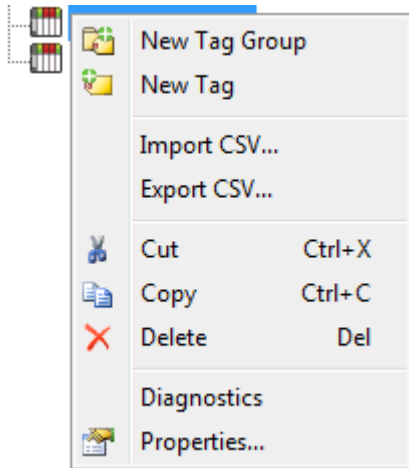 New Tag Group
New Tag
Import CSV...
Export CSV...
Cut Ctrl+X
Copy Ctrl+C
Delete Del
Diagnostics
Properties...